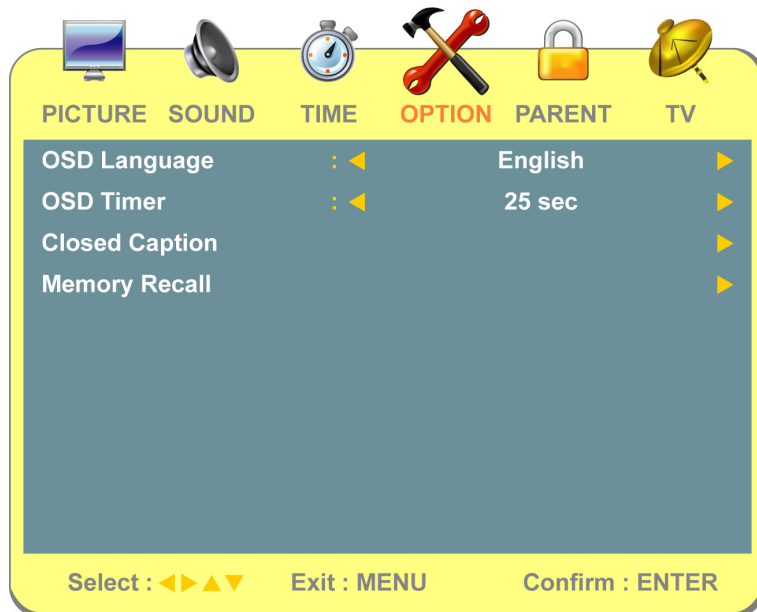 PICTURE SOUND TIME OPTION PARENT TV
OSD Language : ◀ English ▶
OSD Timer : ◀ 25 sec ▶
Closed Caption ▶
Memory Recall ▶
Select : ◀▶▲▼ Exit : MENU Confirm : ENTER